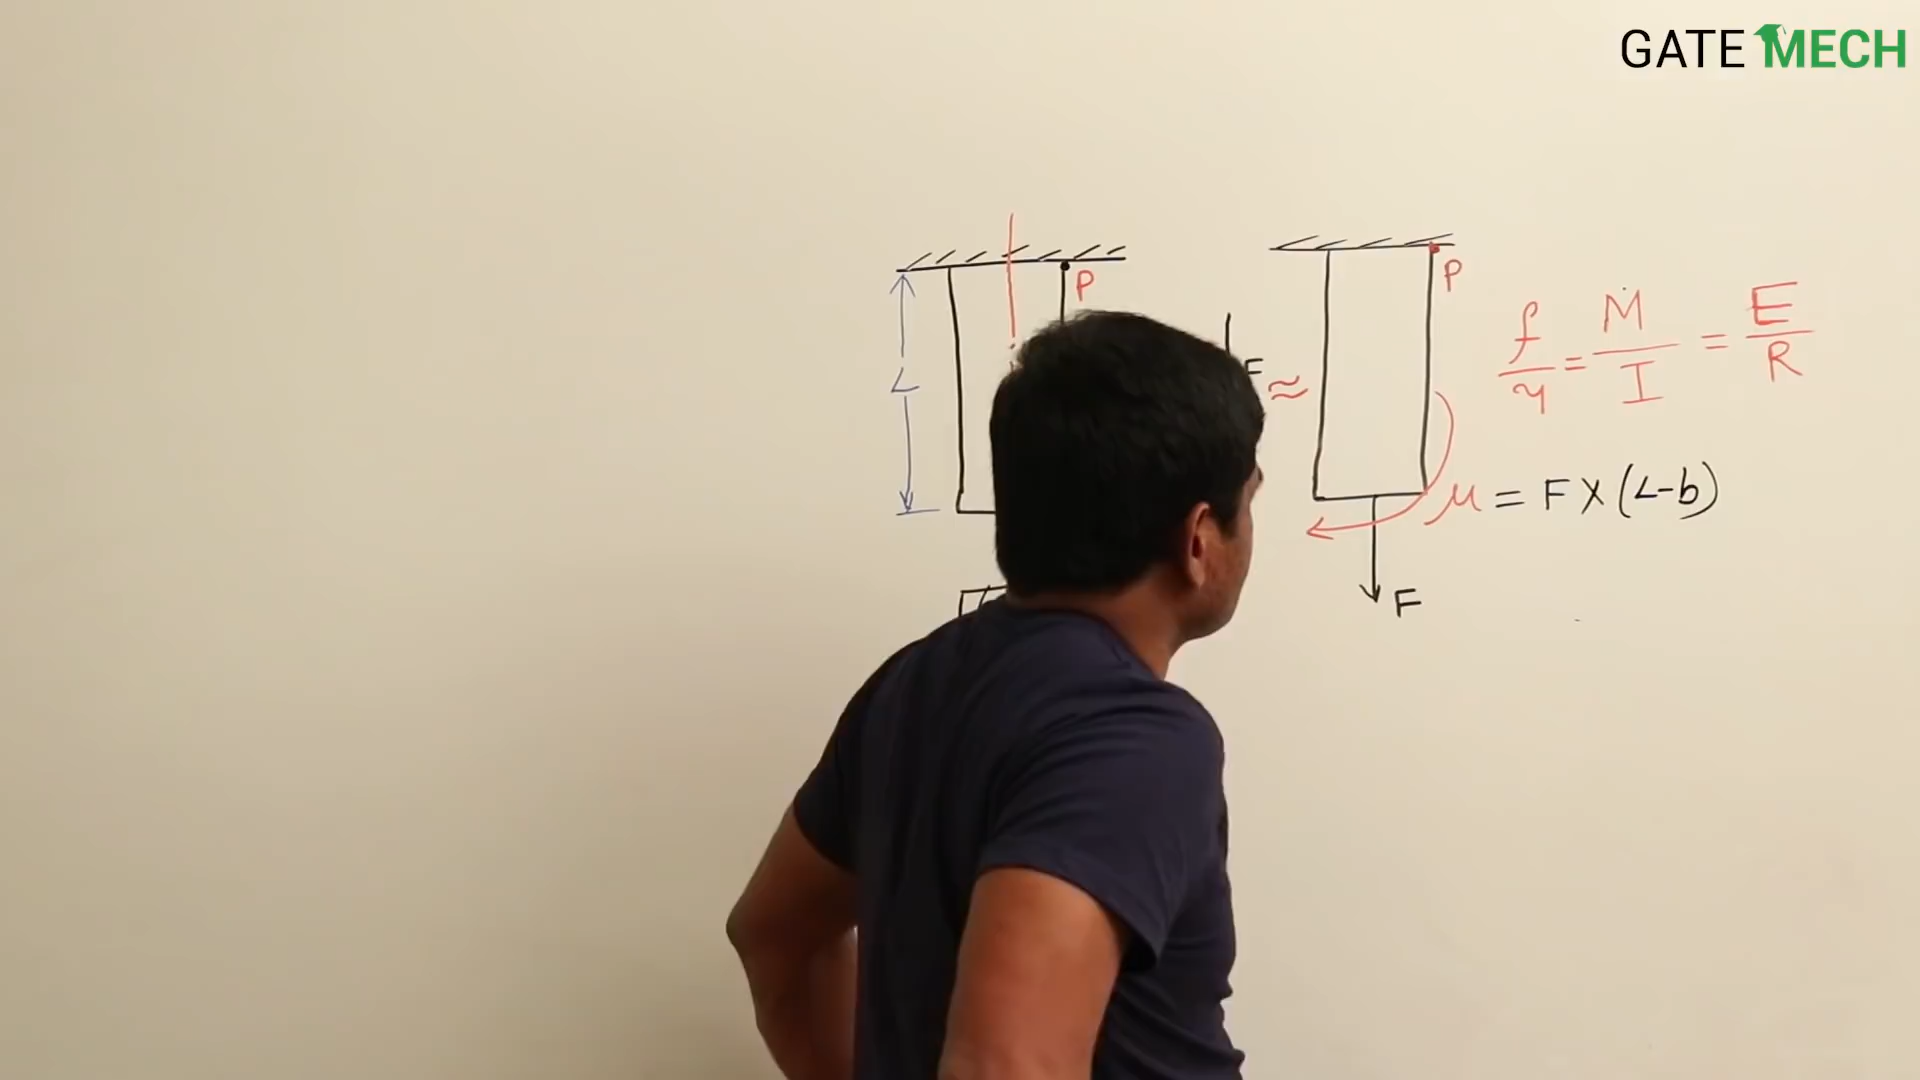 GATE MECH
P
L
F
≈
P
f/y = M/I = E/R
M = F X (L-b)
F